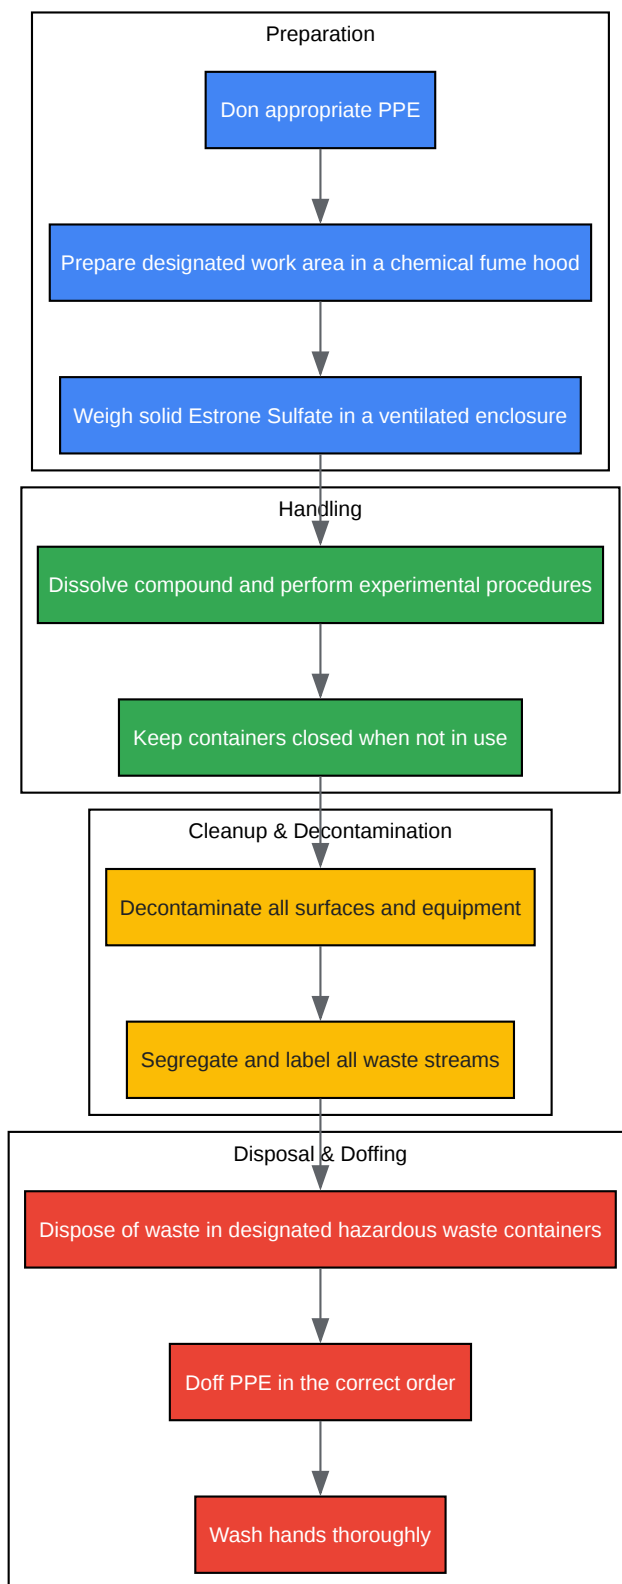 Preparation
Don appropriate PPE
Prepare designated work area in a chemical fume hood
Weigh solid Estrone Sulfate in a ventilated enclosure
Handling
Dissolve compound and perform experimental procedures
Keep containers closed when not in use
Cleanup & Decontamination
Decontaminate all surfaces and equipment
Segregate and label all waste streams
Disposal & Doffing
Dispose of waste in designated hazardous waste containers
Doff PPE in the correct order
Wash hands thoroughly